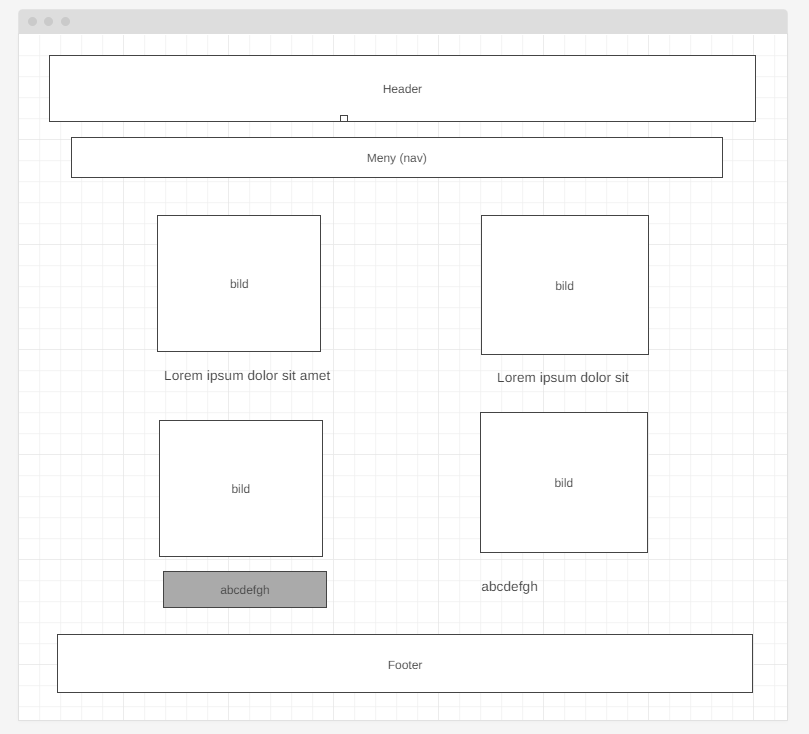 Header
Meny (nav)
bild
bild
Lorem ipsum dolor sit amet
Lorem ipsum dolor sit
bild
bild
abcdefgh
abcdefgh
Footer